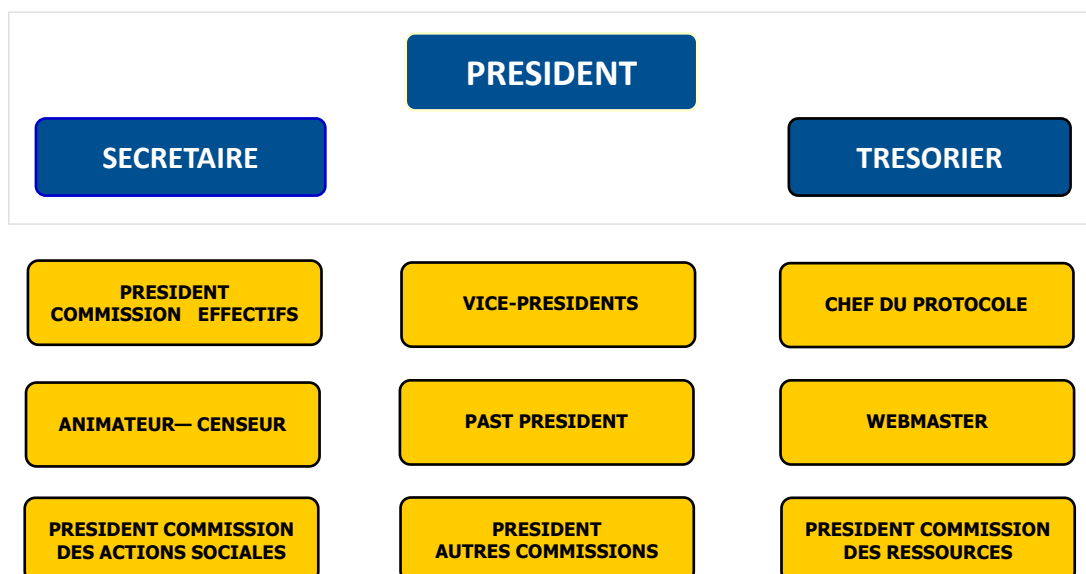 PRESIDENT
SECRETAIRE
TRESORIER
PRESIDENT
COMMISSION EFFECTIFS
VICE-PRESIDENTS
CHEF DU PROTOCOLE
ANIMATEUR— CENSEUR
PAST PRESIDENT
WEBMASTER
PRESIDENT COMMISSION
DES ACTIONS SOCIALES
PRESIDENT
AUTRES COMMISSIONS
PRESIDENT COMMISSION
DES RESSOURCES